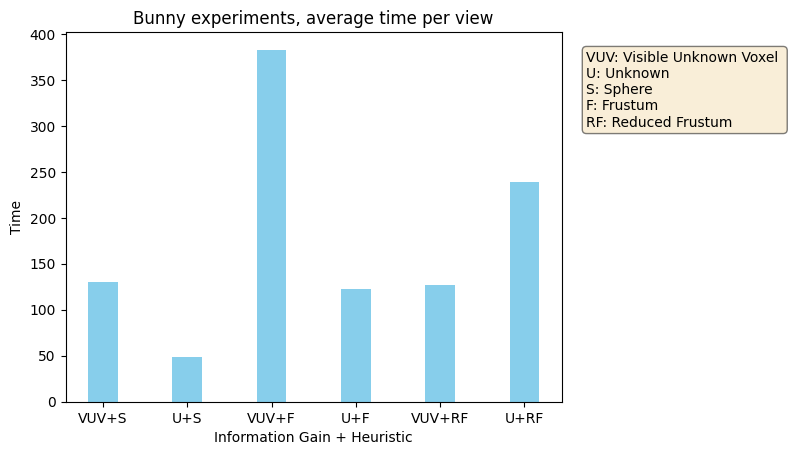 Bunny experiments, average time per view
400
350
300
250
200
150
100
50
0
Time
VUV+S U+S VUV+F U+F VUV+RF U+RF
Information Gain + Heuristic
VUV: Visible Unknown Voxel
U: Unknown
S: Sphere
F: Frustum
RF: Reduced Frustum